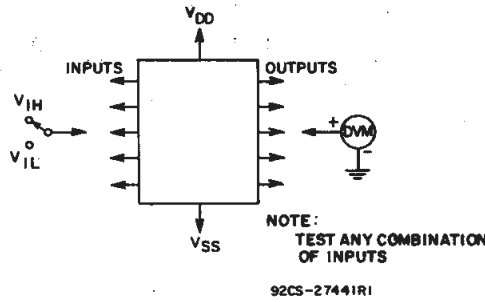 VDD
INPUTS
OUTPUTS
VIH
VIL
+
DVM
-
VSS
NOTE:
TEST ANY COMBINATION
OF INPUTS
92CS-27441R1